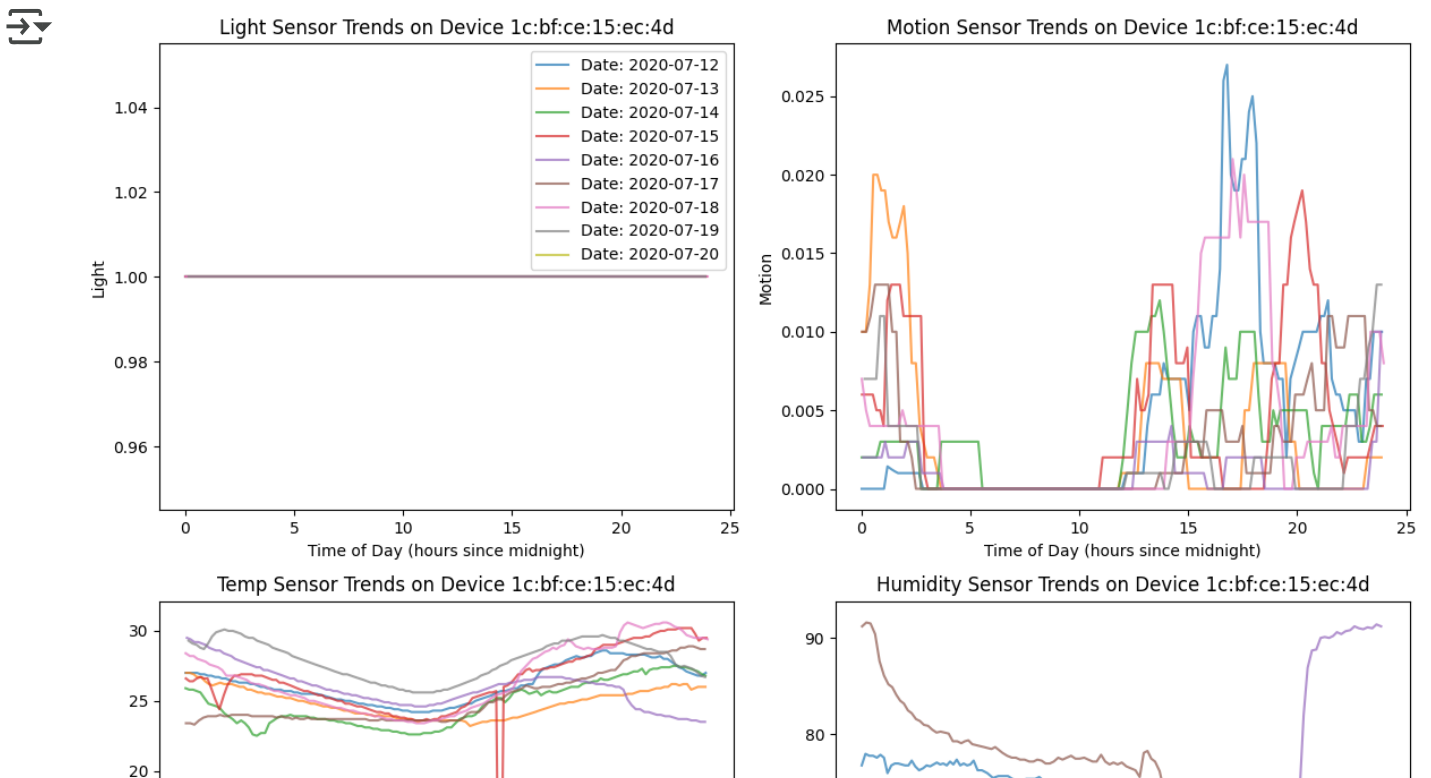 Light Sensor Trends on Device 1c:bf:ce:15:ec:4d
Date: 2020-07-12
Date: 2020-07-13
Date: 2020-07-14
Date: 2020-07-15
Date: 2020-07-16
Date: 2020-07-17
Date: 2020-07-18
Date: 2020-07-19
Date: 2020-07-20
1.04
1.02
1.00
0.98
0.96
Light
0 5 10 15 20 25
Time of Day (hours since midnight)
Motion Sensor Trends on Device 1c:bf:ce:15:ec:4d
0.025
0.020
0.015
0.010
0.005
0.000
Motion
0 5 10 15 20 25
Time of Day (hours since midnight)
Temp Sensor Trends on Device 1c:bf:ce:15:ec:4d
30
25
20
Humidity Sensor Trends on Device 1c:bf:ce:15:ec:4d
90
80